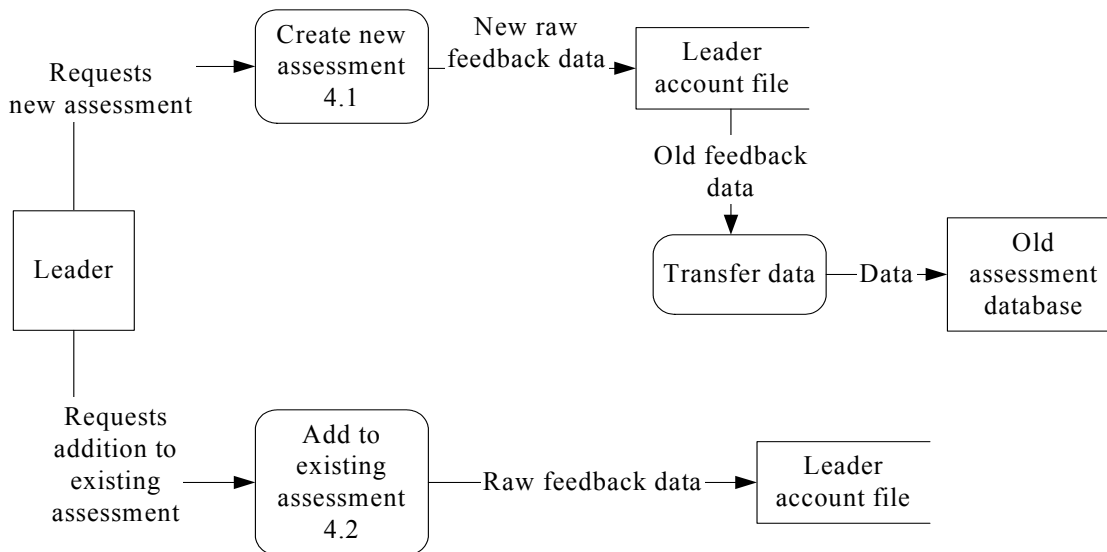 Requests
new assessment
Create new
assessment
4.1
New raw
feedback data
Leader
account file
Old feedback
data
Transfer data
Data
Old
assessment
database
Leader
Requests
addition to
existing
assessment
Add to
existing
assessment
4.2
Raw feedback data
Leader
account file